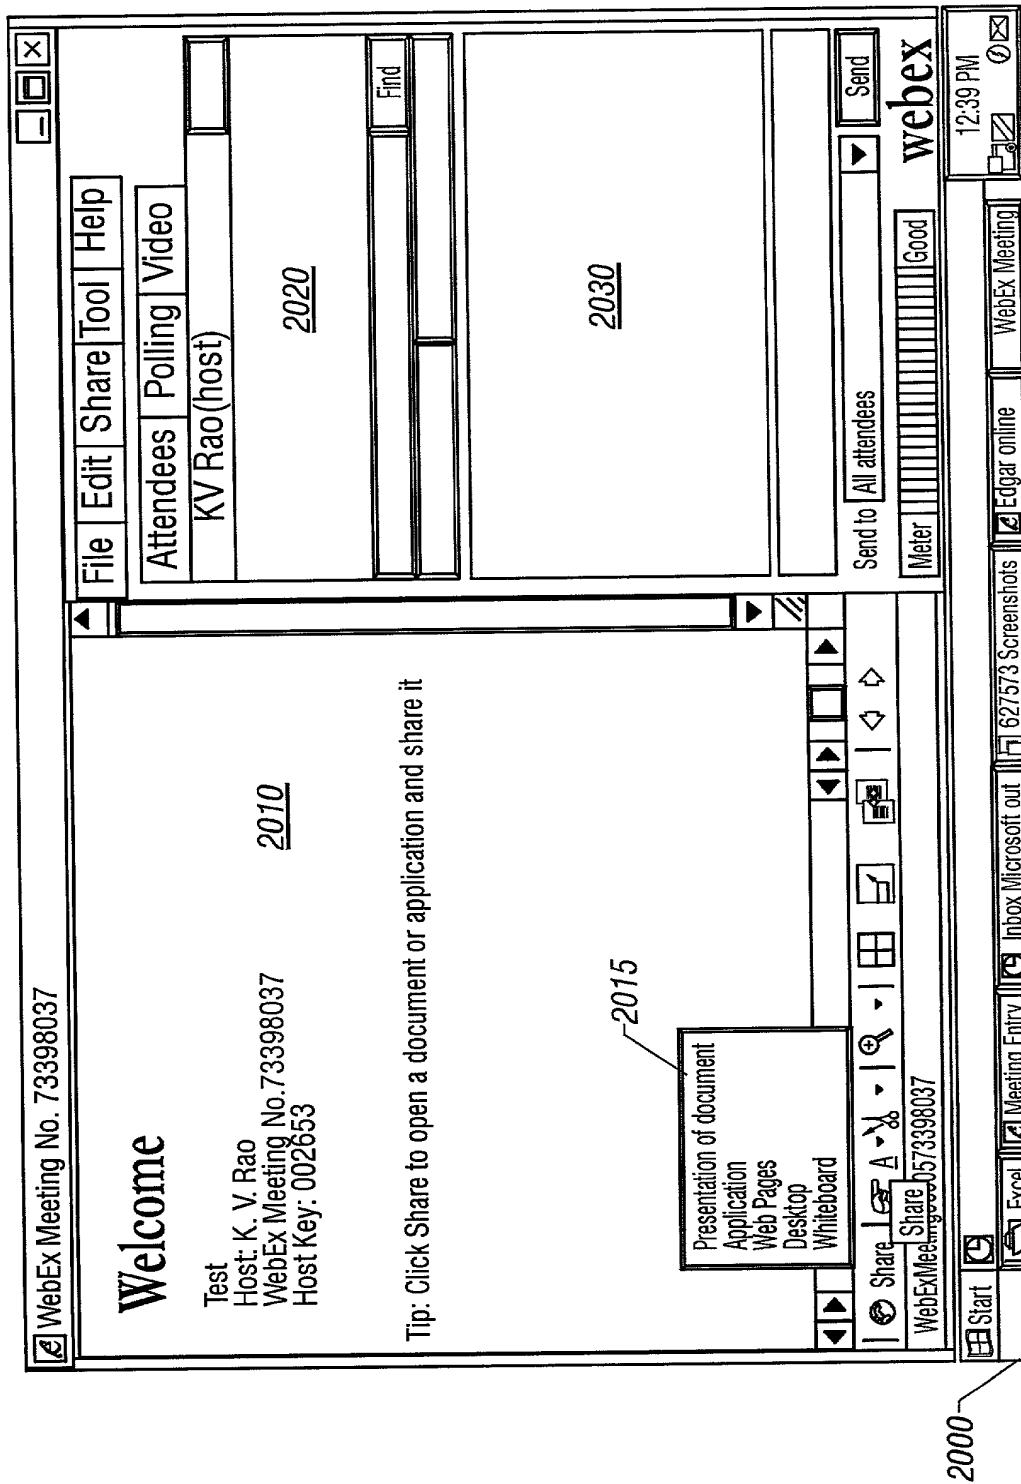 WebEx Meeting No. 73398037
File Edit Share Tool Help
Attendees Polling Video
KV Rao(host)
2020
Find
2030
Send to All attendees
Send
Meter Good
webex
Welcome
Test
Host: K. V. Rao
WebEx Meeting No.73398037
Host Key: 002653
2010
Tip: Click Share to open a document or application and share it
2015
Presentation of document
Application
Web Pages
Desktop
Whiteboard
Share A
Share
0573398037
Start
12:39 PM
Excel Meeting Entry Inbox Microsoft out 627573 Screenshots Edgar online WebEx Meeting
2000